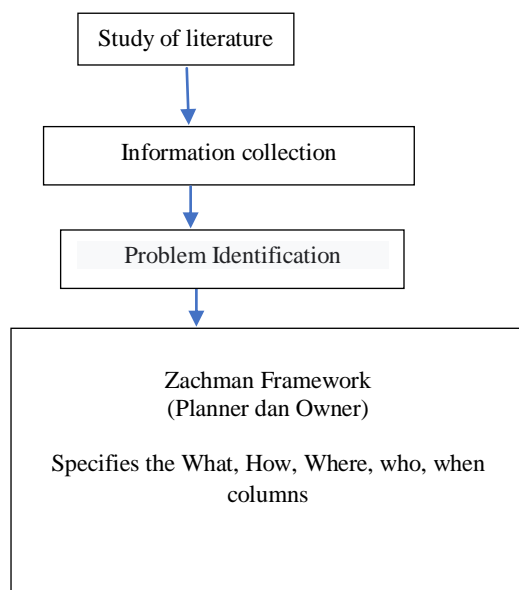 Study of literature
Information collection
Problem Identification
Zachman Framework
(Planner dan Owner)
Specifies the What, How, Where, who, when
columns